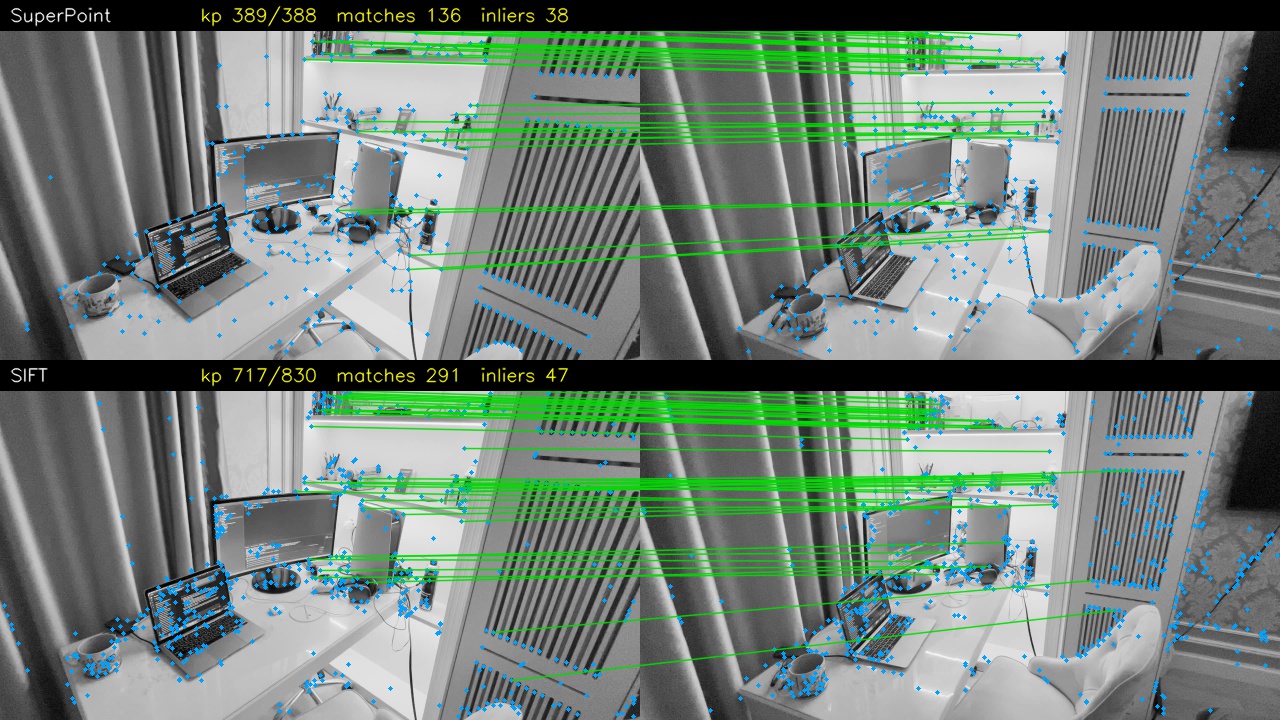 SuperPoint kp 389/388 matches 136 inliers 38
SIFT kp 717/830 matches 291 inliers 47